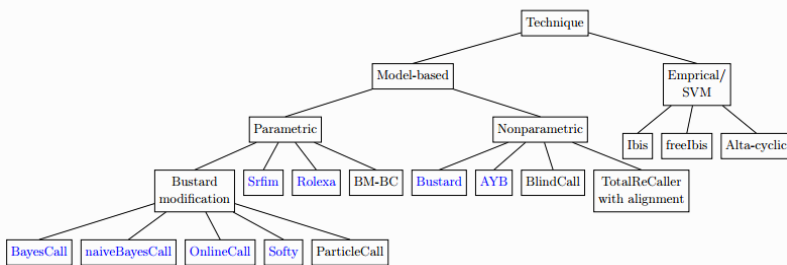 Technique
Model-based
Emprical/
SVM
Parametric
Nonparametric
Ibis
freeIbis
Alta-cyclic
Bustard
modification
Srfim
Rolexa
BM-BC
Bustard
AYB
BlindCall
TotalReCaller
with alignment
BayesCall
naiveBayesCall
OnlineCall
Softy
ParticleCall